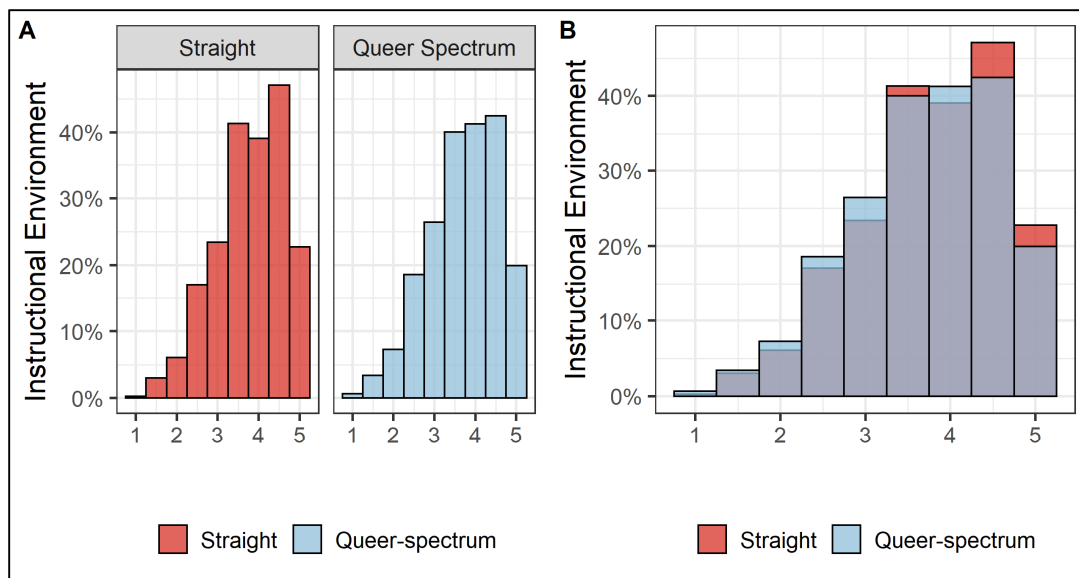 A
Straight
Queer Spectrum
Instructional Environment
40%
30%
20%
10%
0%
1 2 3 4 5
1 2 3 4 5
Straight
Queer-spectrum
B
Instructional Environment
40%
30%
20%
10%
0%
1 2 3 4 5
Straight
Queer-spectrum